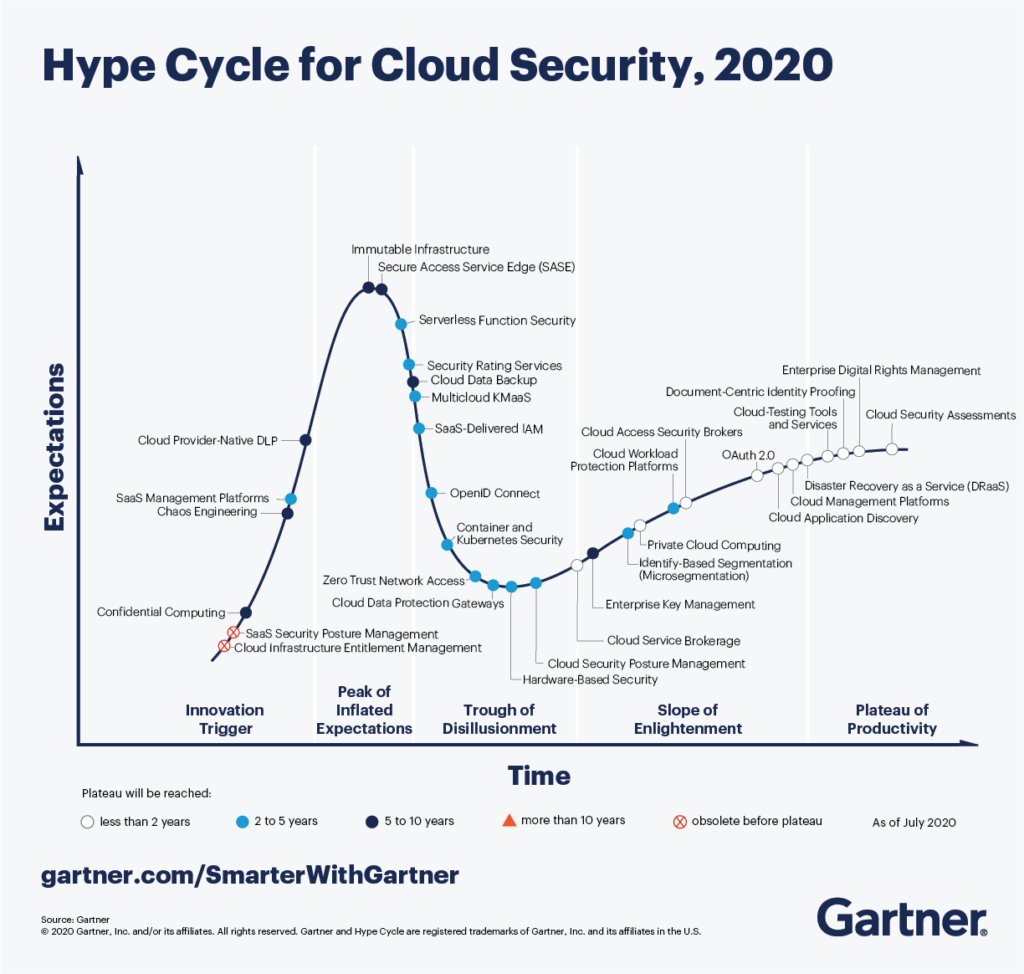 Hype Cycle for Cloud Security, 2020
Expectations
Immutable Infrastructure
Secure Access Service Edge (SASE)
Serverless Function Security
Security Rating Services
Cloud Data Backup
Multicloud KMaaS
SaaS-Delivered IAM
OpenID Connect
Container and
Kubernetes Security
Cloud Provider-Native DLP
SaaS Management Platforms
Chaos Engineering
Confidential Computing
SaaS Security Posture Management
Cloud Infrastructure Entitlement Management
Zero Trust Network Access
Cloud Data Protection Gateways
Hardware-Based Security
Cloud Security Posture Management
Cloud Service Brokerage
Enterprise Key Management
Identify-Based Segmentation
(Microsegmentation)
Private Cloud Computing
Cloud Workload
Protection Platforms
Cloud Access Security Brokers
OAuth 2.0
Cloud Application Discovery
Cloud Management Platforms
Disaster Recovery as a Service (DRaaS)
Cloud-Testing Tools
and Services
Document-Centric Identity Proofing
Enterprise Digital Rights Management
Cloud Security Assessments
Innovation
Trigger
Peak of
Inflated
Expectations
Trough of
Disillusionment
Slope of
Enlightenment
Plateau of
Productivity
Time
Plateau will be reached:
less than 2 years
2 to 5 years
5 to 10 years
more than 10 years
obsolete before plateau
As of July 2020
gartner.com/SmarterWithGartner
Source: Gartner
© 2020 Gartner, Inc. and/or its affiliates. All rights reserved. Gartner and Hype Cycle are registered trademarks of Gartner, Inc. and its affiliates in the U.S.
Gartner®